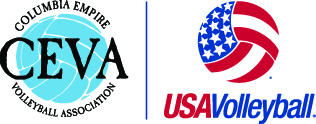 COLUMBIA EMPIRE
CEVA
VOLLEYBALL ASSOCIATION
USAVolleyball.